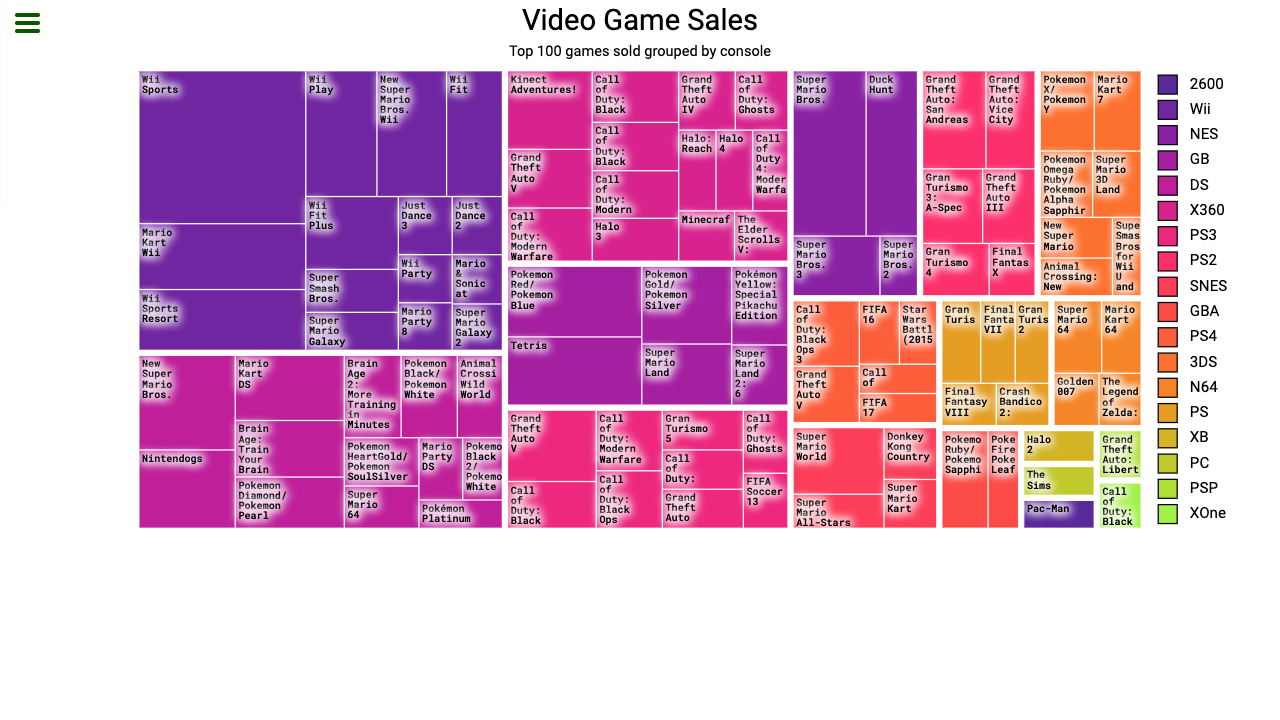 Video Game Sales
Top 100 games sold grouped by console
Wii
Sports
Mario
Kart
Wii
Wii
Sports
Resort
Wii
Play
New
Super
Mario
Bros.
Wii
Wii
Fit
Wii
Fit
Plus
Super
Smash
Bros.
Super
Mario
Galaxy
Just
Dance
3
Just
Dance
2
Wii
Party
Mario
Party
8
Mario
&
Sonic
at
Super
Mario
Galaxy
2
New
Super
Mario
Bros.
Nintendogs
Mario
Kart
DS
Brain
Age:
Train
Your
Brain
Pokemon
Diamond/
Pokemon
Pearl
Brain
Age
2:
More
Training
in
Minutes
Pokemon
Black/
Pokemon
White
Animal
Crossi
Wild
World
Pokemon
HeartGold/
Pokemon
SoulSilver
Super
Mario
64
Mario
Party
DS
Pokemo
Black
2/
Pokemo
White
Pokémon
Platinum
Kinect
Adventures!
Grand
Theft
Auto
V
Call
of
Duty:
Modern
Warfare
Call
of
Duty:
Black
Call
of
Duty:
Black
Call
of
Duty:
Modern
Halo
3
Grand
Theft
Auto
IV
Call
of
Duty:
Ghosts
Halo:
Reach
Halo
4
Call
of
Duty
4:
Moder
Warfa
Minecraf
The
Elder
Scrolls
V:
Pokemon
Red/
Pokemon
Blue
Tetris
Pokemon
Gold/
Pokemon
Silver
Pokémon
Yellow:
Special
Pikachu
Edition
Super
Mario
Land
Super
Mario
Land
2:
6
Grand
Theft
Auto
V
Call
of
Duty:
Black
Call
of
Duty:
Modern
Warfare
Call
of
Duty:
Black
Ops
Gran
Turismo
5
Call
of
Duty:
Grand
Theft
Auto
Call
of
Duty:
Ghosts
FIFA
Soccer
13
Super
Mario
Bros.
Duck
Hunt
Super
Mario
Bros.
3
Super
Mario
Bros.
2
Grand
Theft
Auto:
San
Andreas
Grand
Theft
Auto:
Vice
City
Gran
Turismo
3:
A-Spec
Grand
Theft
Auto
III
Gran
Turismo
4
Final
Fantas
X
Pokemon
X/
Pokemon
Y
Mario
Kart
7
Pokemon
Omega
Ruby/
Pokemon
Alpha
Sapphir
Super
Mario
3D
Land
New
Super
Mario
Animal
Crossing:
New
Supe
Smas
Bros
for
Wii
U
and
Call
of
Duty:
Black
Ops
3
Grand
Theft
Auto
V
FIFA
16
Star
Wars
Battl
(2015
Call
of
FIFA
17
Gran
Turis
Final
Fanta
VII
Gran
Turis
2
Final
Fantasy
VIII
Crash
Bandico
2:
Super
Mario
64
Mario
Kart
64
Golden
007
The
Legend
of
Zelda:
Super
Mario
World
Super
Mario
All-Stars
Donkey
Kong
Country
Super
Mario
Kart
Pokemo
Ruby/
Pokemo
Sapphi
Poke
Fire
Poke
Leaf
Halo
2
The
Sims
Pac-Man
Grand
Theft
Auto:
Libert
Call
of
Duty:
Black
2600
Wii
NES
GB
DS
X360
PS3
PS2
SNES
GBA
PS4
3DS
N64
PS
XB
PC
PSP
XOne